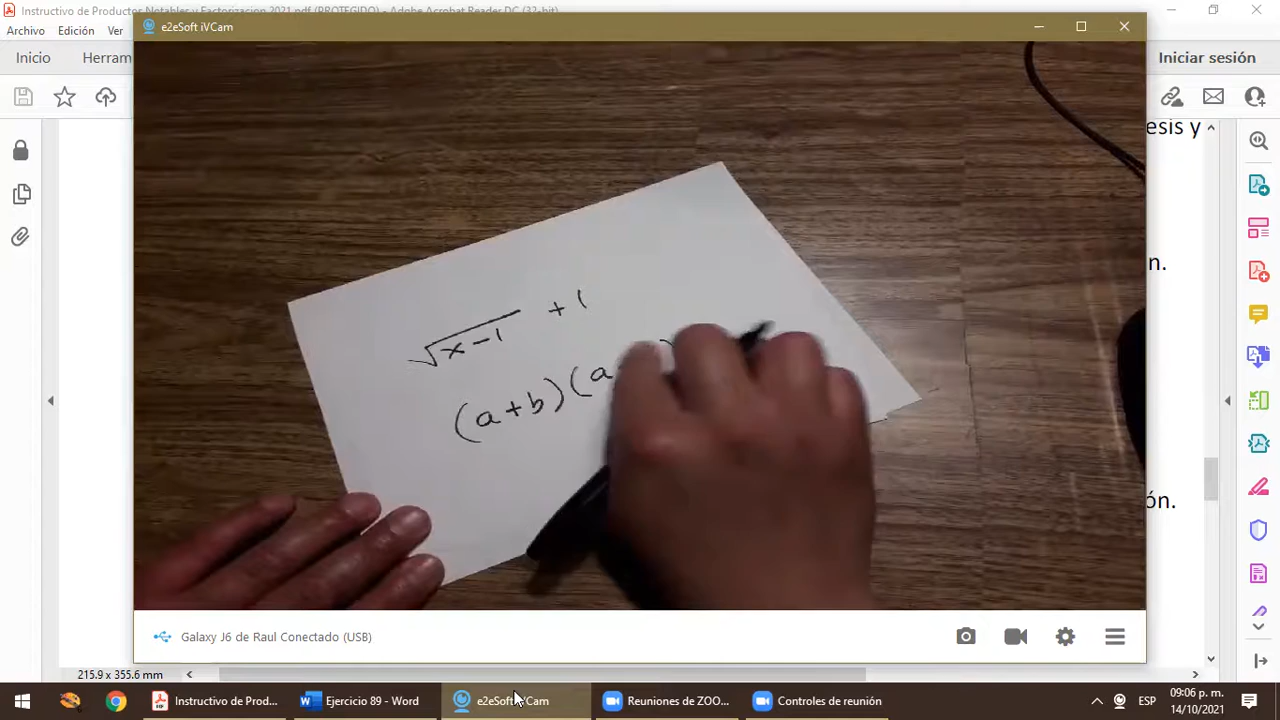 Instructivo de Productos Notables y Factorizacion 2021.pdf (PROTEGIDO) - Adobe Acrobat Reader DC (32-bit)
e2eSoft iVCam
Archivo Edición Ver
Inicio Herram
Iniciar sesión
esis y
n.
√x-1 + 1
(a+b)(a
ón.
Galaxy J6 de Raul Conectado (USB)
215.9 x 355.6 mm
Instructivo de Prod... Ejercicio 89 - Word e2eSoft iVCam Reuniones de ZOO... Controles de reunión ESP 09:06 p. m.
14/10/2021